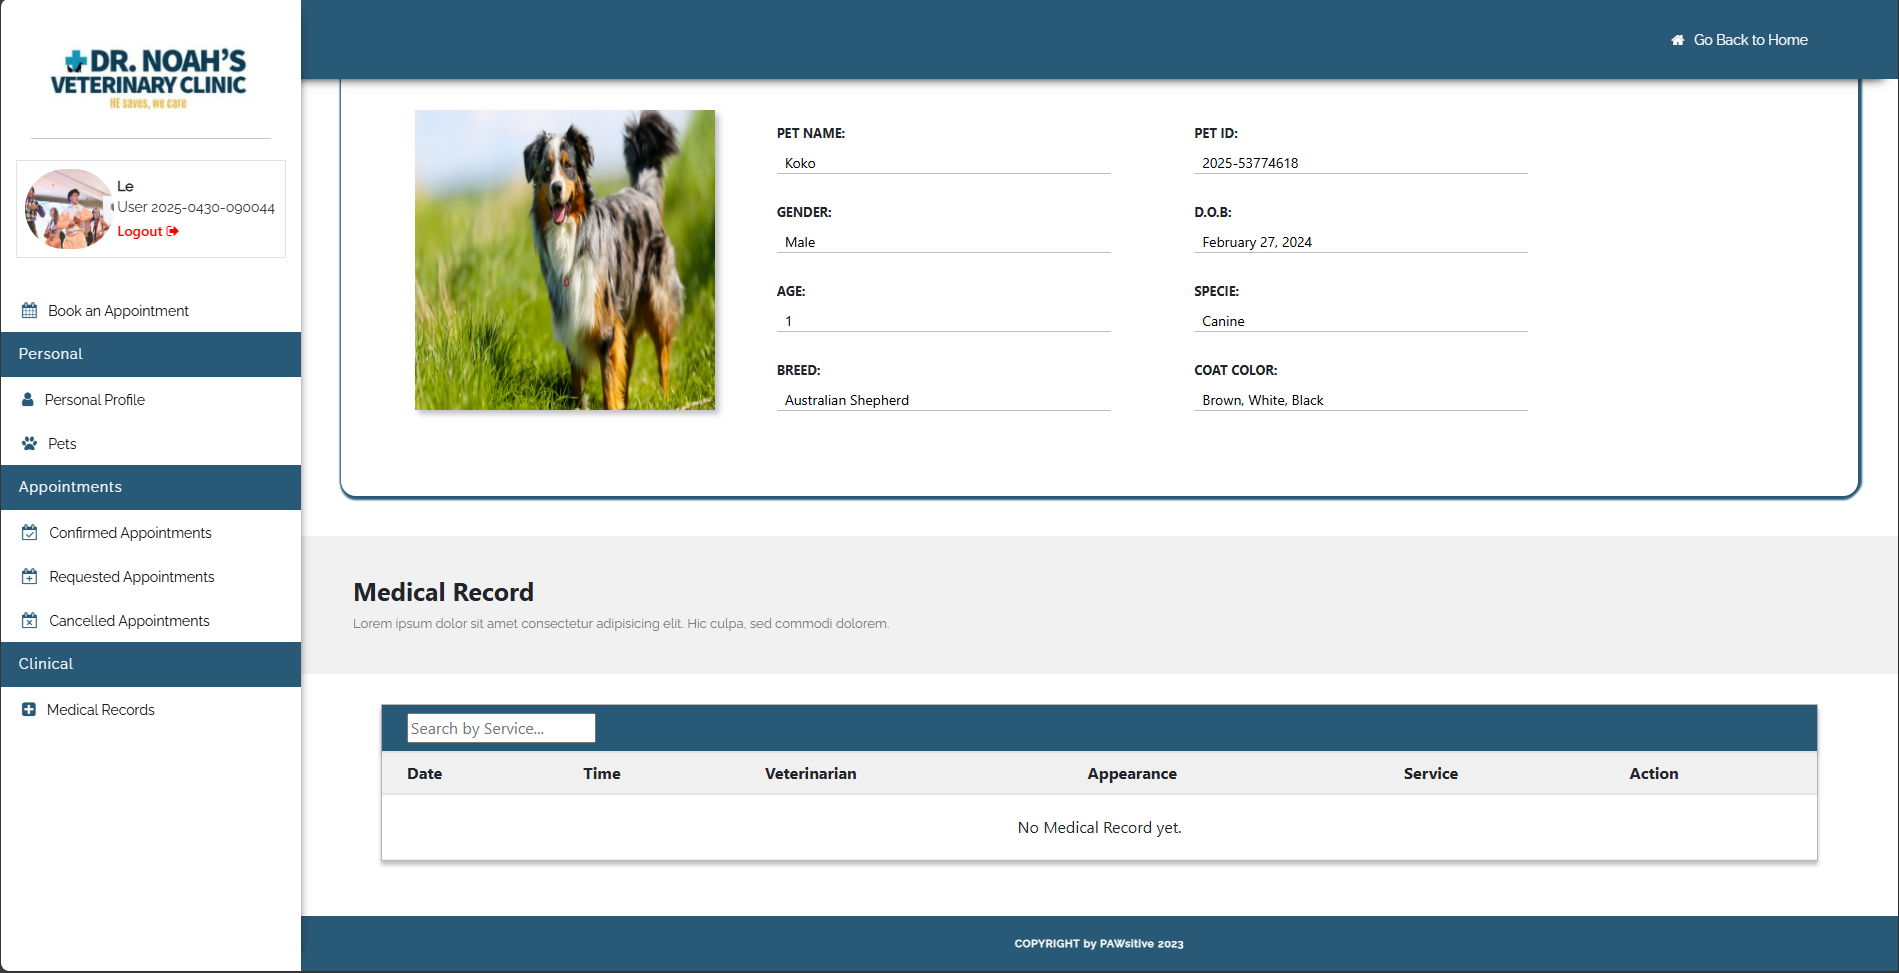 DR. NOAH'S
VETERINARY CLINIC
HE saves, we care
Le
User 2025-0430-090044
Logout
Book an Appointment
Personal
Personal Profile
Pets
Appointments
Confirmed Appointments
Requested Appointments
Cancelled Appointments
Clinical
Medical Records
Go Back to Home
PET NAME:
Koko
PET ID:
2025-53774618
GENDER:
Male
D.O.B:
February 27, 2024
AGE:
1
SPECIE:
Canine
BREED:
Australian Shepherd
COAT COLOR:
Brown, White, Black
Medical Record
Lorem ipsum dolor sit amet consectetur adipisicing elit. Hic culpa, sed commodi dolorem.
Search by Service...
Date Time Veterinarian Appearance Service Action
No Medical Record yet.
COPYRIGHT by PAWsitive 2023